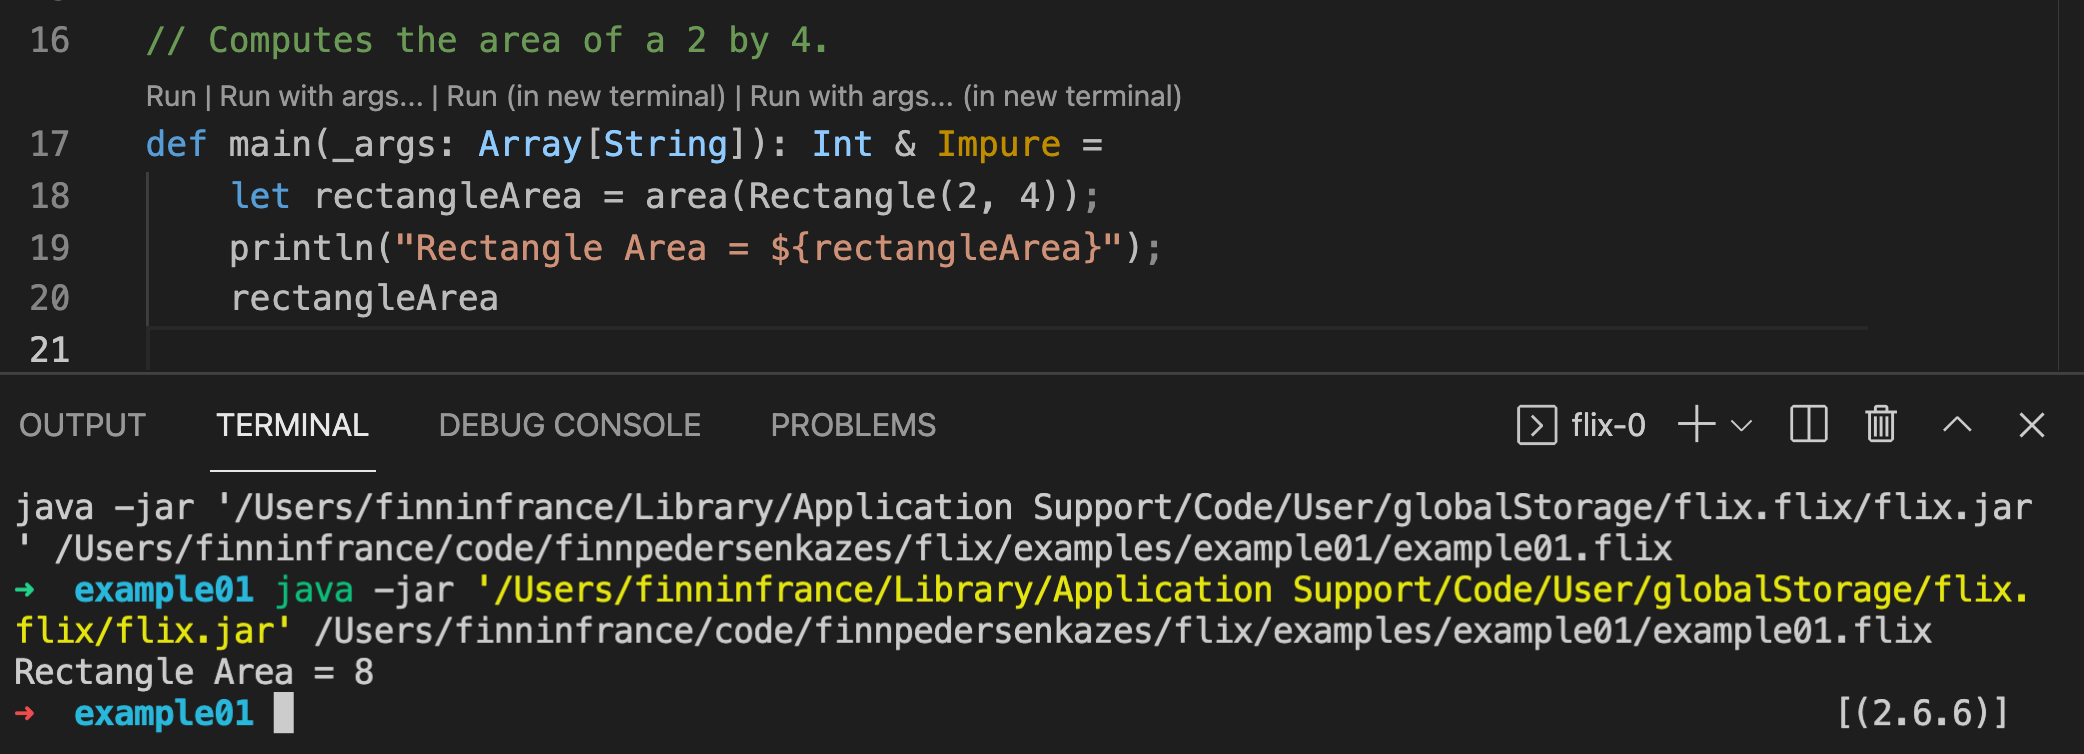 16 // Computes the area of a 2 by 4.
Run | Run with args... | Run (in new terminal) | Run with args... (in new terminal)
17 def main(_args: Array[String]): Int & Impure =
18 let rectangleArea = area(Rectangle(2, 4));
19 println("Rectangle Area = ${rectangleArea}");
20 rectangleArea
21
OUTPUT TERMINAL DEBUG CONSOLE PROBLEMS flix-0
java -jar '/Users/finninfrance/Library/Application Support/Code/User/globalStorage/flix.flix/flix.jar
' /Users/finninfrance/code/finnpedersenkazes/flix/examples/example01/example01.flix
➜ example01 java -jar '/Users/finninfrance/Library/Application Support/Code/User/globalStorage/flix.
flix/flix.jar' /Users/finninfrance/code/finnpedersenkazes/flix/examples/example01/example01.flix
Rectangle Area = 8
➜ example01 [(2.6.6)]